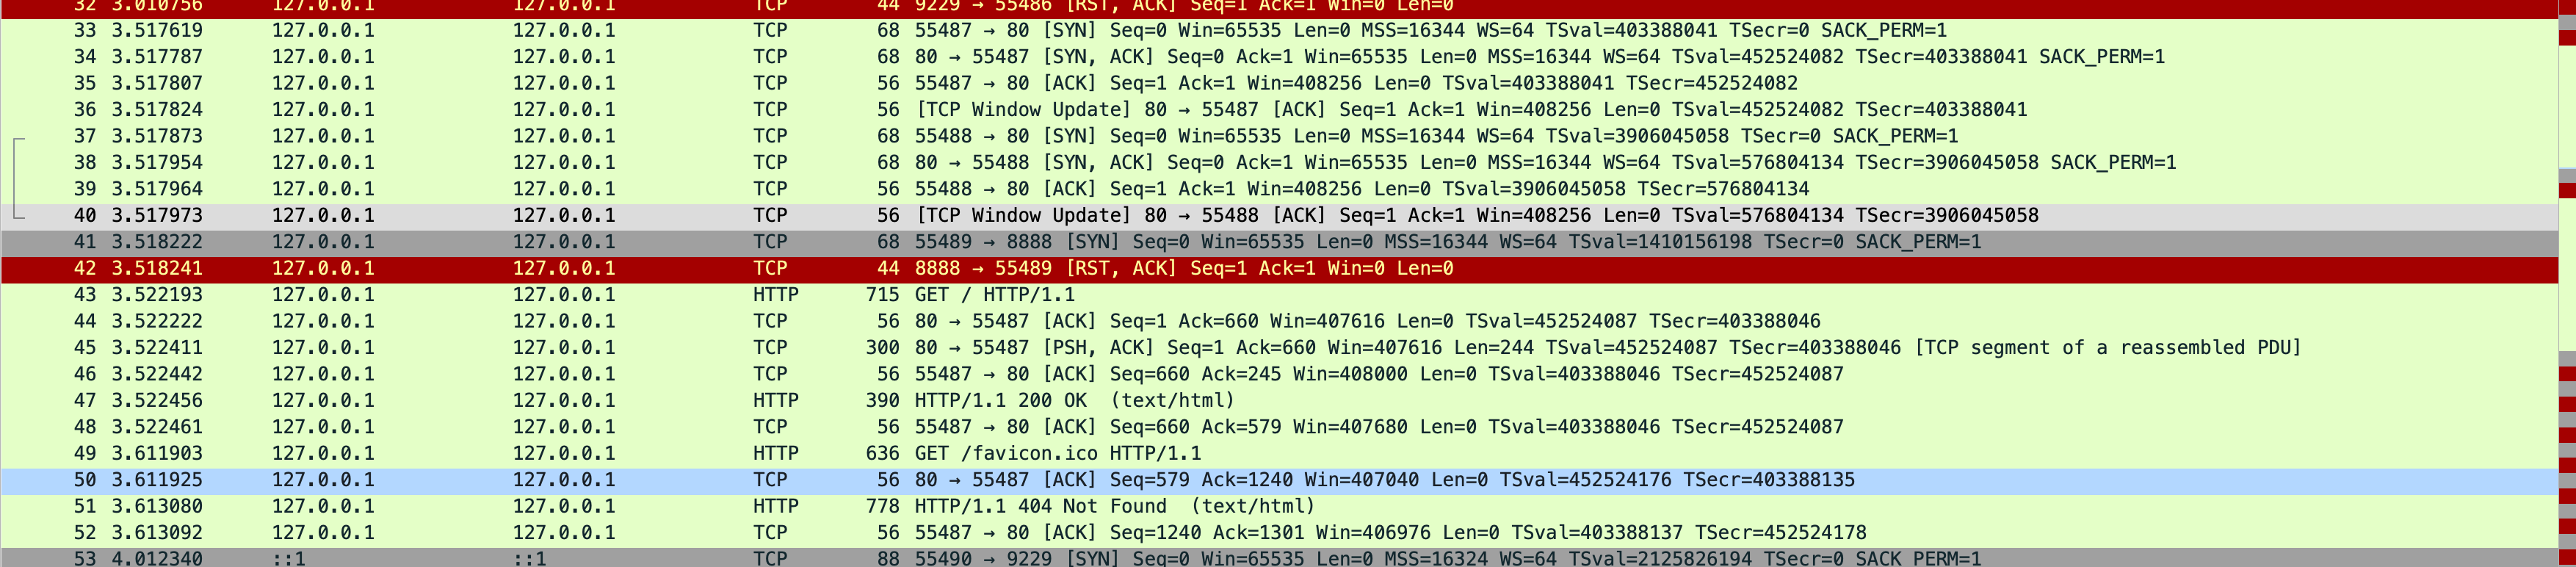 32 3.010756 127.0.0.1 127.0.0.1 TCP 44 9229 → 55486 [RST, ACK] Seq=1 Ack=1 Win=0 Len=0
33 3.517619 127.0.0.1 127.0.0.1 TCP 68 55487 → 80 [SYN] Seq=0 Win=65535 Len=0 MSS=16344 WS=64 TSval=403388041 TSecr=0 SACK_PERM=1
34 3.517787 127.0.0.1 127.0.0.1 TCP 68 80 → 55487 [SYN, ACK] Seq=0 Ack=1 Win=65535 Len=0 MSS=16344 WS=64 TSval=452524082 TSecr=403388041 SACK_PERM=1
35 3.517807 127.0.0.1 127.0.0.1 TCP 56 55487 → 80 [ACK] Seq=1 Ack=1 Win=408256 Len=0 TSval=403388041 TSecr=452524082
36 3.517824 127.0.0.1 127.0.0.1 TCP 56 [TCP Window Update] 80 → 55487 [ACK] Seq=1 Ack=1 Win=408256 Len=0 TSval=452524082 TSecr=403388041
37 3.517873 127.0.0.1 127.0.0.1 TCP 68 55488 → 80 [SYN] Seq=0 Win=65535 Len=0 MSS=16344 WS=64 TSval=3906045058 TSecr=0 SACK_PERM=1
38 3.517954 127.0.0.1 127.0.0.1 TCP 68 80 → 55488 [SYN, ACK] Seq=0 Ack=1 Win=65535 Len=0 MSS=16344 WS=64 TSval=576804134 TSecr=3906045058 SACK_PERM=1
39 3.517964 127.0.0.1 127.0.0.1 TCP 56 55488 → 80 [ACK] Seq=1 Ack=1 Win=408256 Len=0 TSval=3906045058 TSecr=576804134
40 3.517973 127.0.0.1 127.0.0.1 TCP 56 [TCP Window Update] 80 → 55488 [ACK] Seq=1 Ack=1 Win=408256 Len=0 TSval=576804134 TSecr=3906045058
41 3.518222 127.0.0.1 127.0.0.1 TCP 68 55489 → 8888 [SYN] Seq=0 Win=65535 Len=0 MSS=16344 WS=64 TSval=1410156198 TSecr=0 SACK_PERM=1
42 3.518241 127.0.0.1 127.0.0.1 TCP 44 8888 → 55489 [RST, ACK] Seq=1 Ack=1 Win=0 Len=0
43 3.522193 127.0.0.1 127.0.0.1 HTTP 715 GET / HTTP/1.1
44 3.522222 127.0.0.1 127.0.0.1 TCP 56 80 → 55487 [ACK] Seq=1 Ack=660 Win=407616 Len=0 TSval=452524087 TSecr=403388046
45 3.522411 127.0.0.1 127.0.0.1 TCP 300 80 → 55487 [PSH, ACK] Seq=1 Ack=660 Win=407616 Len=244 TSval=452524087 TSecr=403388046 [TCP segment of a reassembled PDU]
46 3.522442 127.0.0.1 127.0.0.1 TCP 56 55487 → 80 [ACK] Seq=660 Ack=245 Win=408000 Len=0 TSval=403388046 TSecr=452524087
47 3.522456 127.0.0.1 127.0.0.1 HTTP 390 HTTP/1.1 200 OK  (text/html)
48 3.522461 127.0.0.1 127.0.0.1 TCP 56 55487 → 80 [ACK] Seq=660 Ack=579 Win=407680 Len=0 TSval=403388046 TSecr=452524087
49 3.611903 127.0.0.1 127.0.0.1 HTTP 636 GET /favicon.ico HTTP/1.1
50 3.611925 127.0.0.1 127.0.0.1 TCP 56 80 → 55487 [ACK] Seq=579 Ack=1240 Win=407040 Len=0 TSval=452524176 TSecr=403388135
51 3.613080 127.0.0.1 127.0.0.1 HTTP 778 HTTP/1.1 404 Not Found  (text/html)
52 3.613092 127.0.0.1 127.0.0.1 TCP 56 55487 → 80 [ACK] Seq=1240 Ack=1301 Win=406976 Len=0 TSval=403388137 TSecr=452524178
53 4.012340 ::1 ::1 TCP 88 55490 → 9229 [SYN] Seq=0 Win=65535 Len=0 MSS=16324 WS=64 TSval=2125826194 TSecr=0 SACK_PERM=1